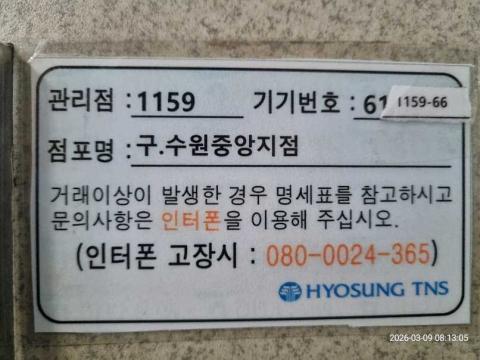 관리점 : 1159 기기번호 : 61 1159-66
점포명 : 구.수원중앙지점
거래이상이 발생한 경우 명세표를 참고하시고
문의사항은 인터폰을 이용해 주십시오.
(인터폰 고장시 : 080-0024-365)
HYOSUNG TNS
2026-03-09 08:13:05